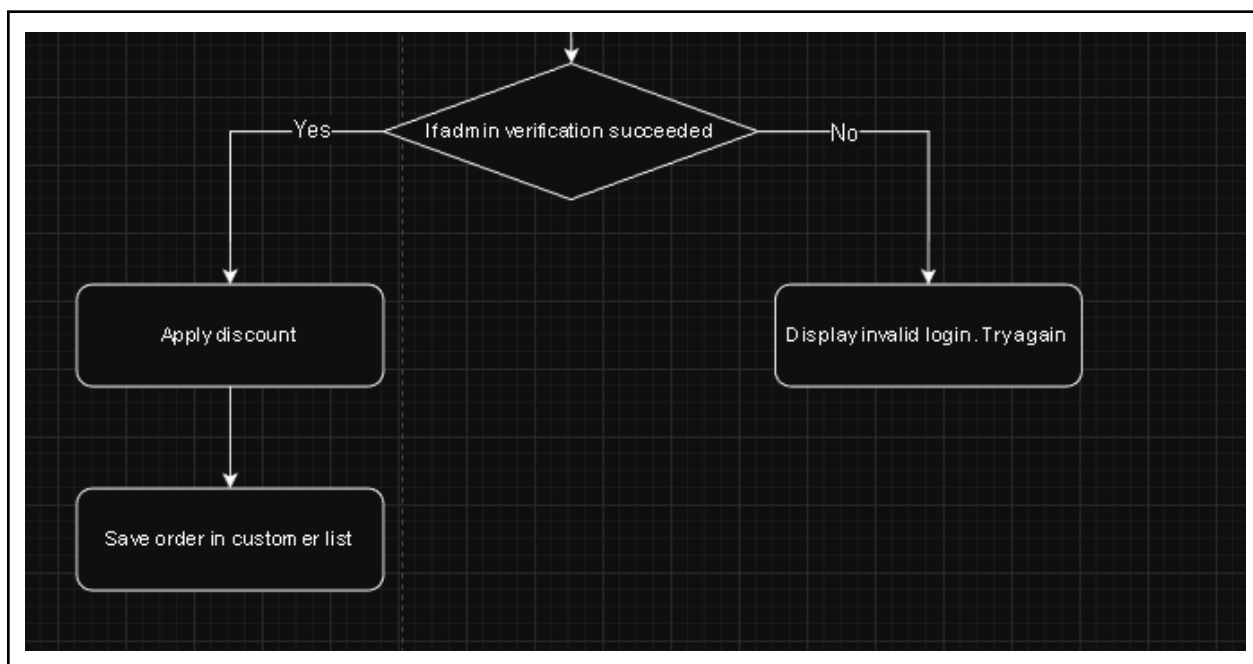 If admin verification succeeded
Yes
No
Apply discount
Display invalid login. Try again
Save order in customer list